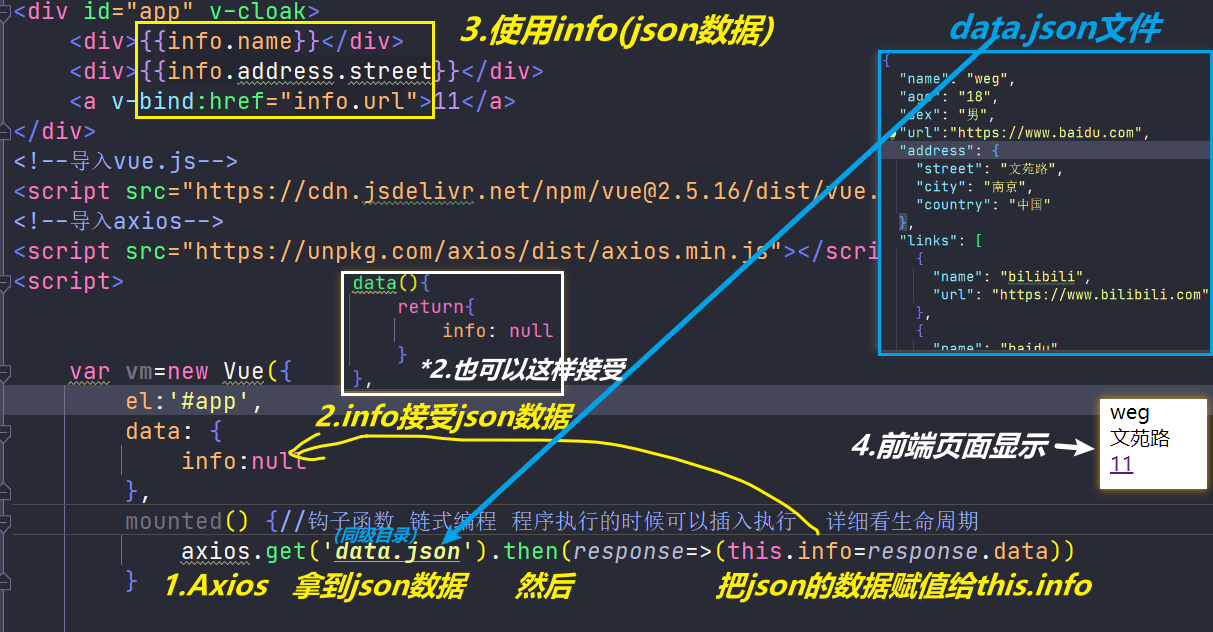 <div id="app" v-cloak>
<div>{{info.name}}</div>
<div>{{info.address.street}}</div>
<a v-bind:href="info.url">11</a>
</div>
3.使用info(json数据)
data.json文件
{
"name": "weg",
"age": "18",
"sex": "男",
"url":"https://www.baidu.com",
"address": {
"street": "文苑路",
"city": "南京",
"country": "中国"
},
"links": [
{
"name": "bilibili",
"url": "https://www.bilibili.com"
},
{
"name": "baidu"
<!--导入vue.js-->
<script src="https://cdn.jsdelivr.net/npm/vue@2.5.16/dist/vue.
<!--导入axios-->
<script src="https://unpkg.com/axios/dist/axios.min.js"></scri
<script>
data(){
return{
info: null
}
},
*2.也可以这样接受
var vm=new Vue({
el:'#app',
2.info接受json数据
data: {
info:null
},
4.前端页面显示
weg
文苑路
11
mounted() {//钩子函数 链式编程 程序执行的时候可以插入执行 详细看生命周期
(同级目录)
axios.get('data.json').then(response=>(this.info=response.data))
}
1.Axios 拿到json数据 然后 把json的数据赋值给this.info